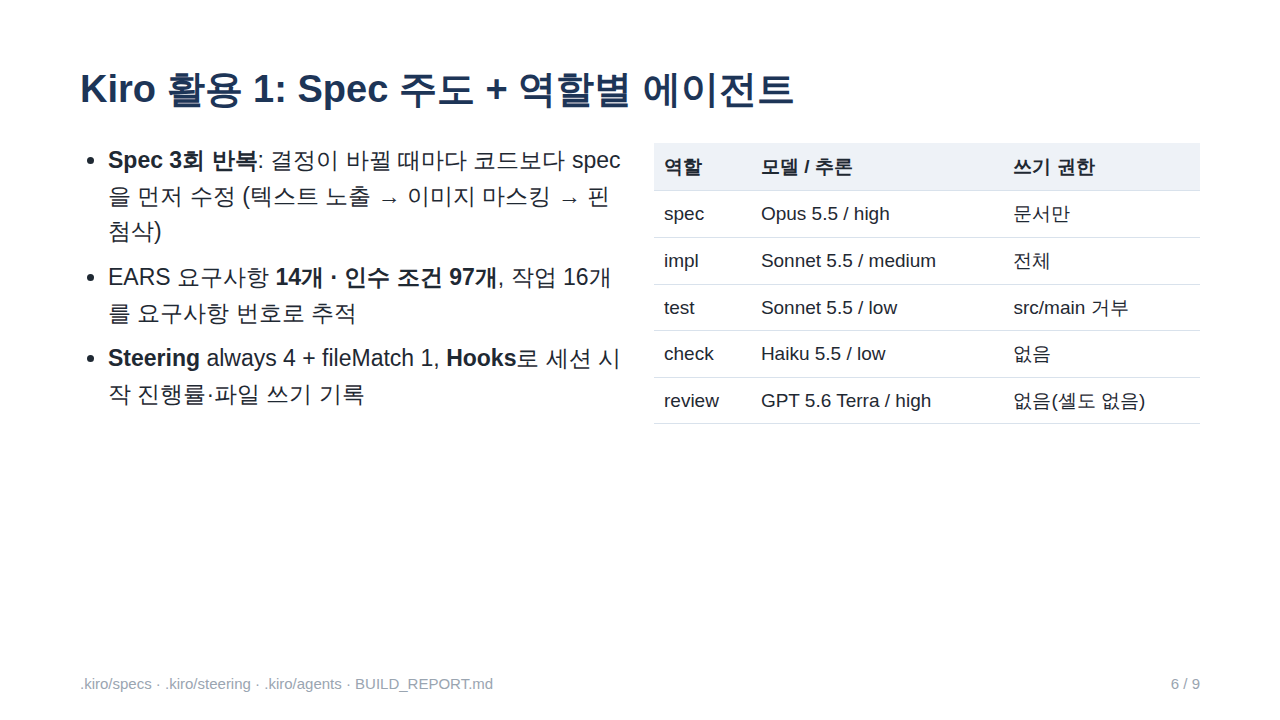 Kiro 활용 1: Spec 주도 + 역할별 에이전트
• Spec 3회 반복: 결정이 바뀔 때마다 코드보다 spec
을 먼저 수정 (텍스트 노출 → 이미지 마스킹 → 핀
첨삭)
• EARS 요구사항 14개 · 인수 조건 97개, 작업 16개
를 요구사항 번호로 추적
• Steering always 4 + fileMatch 1, Hooks로 세션 시
작 진행률·파일 쓰기 기록
역할 모델 / 추론 쓰기 권한
spec Opus 5.5 / high 문서만
impl Sonnet 5.5 / medium 전체
test Sonnet 5.5 / low src/main 거부
check Haiku 5.5 / low 없음
review GPT 5.6 Terra / high 없음(셸도 없음)
.kiro/specs · .kiro/steering · .kiro/agents · BUILD_REPORT.md
6 / 9